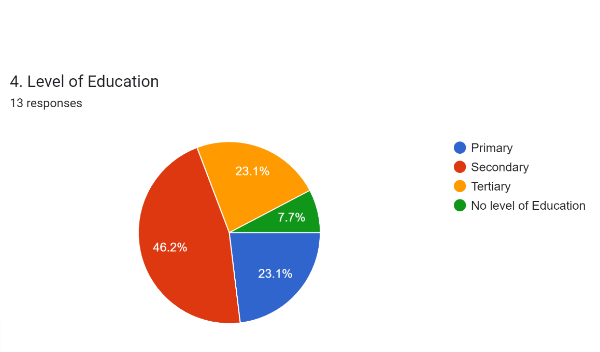 4. Level of Education
13 responses
Primary
Secondary
Tertiary
No level of Education
23.1%
7.7%
46.2%
23.1%